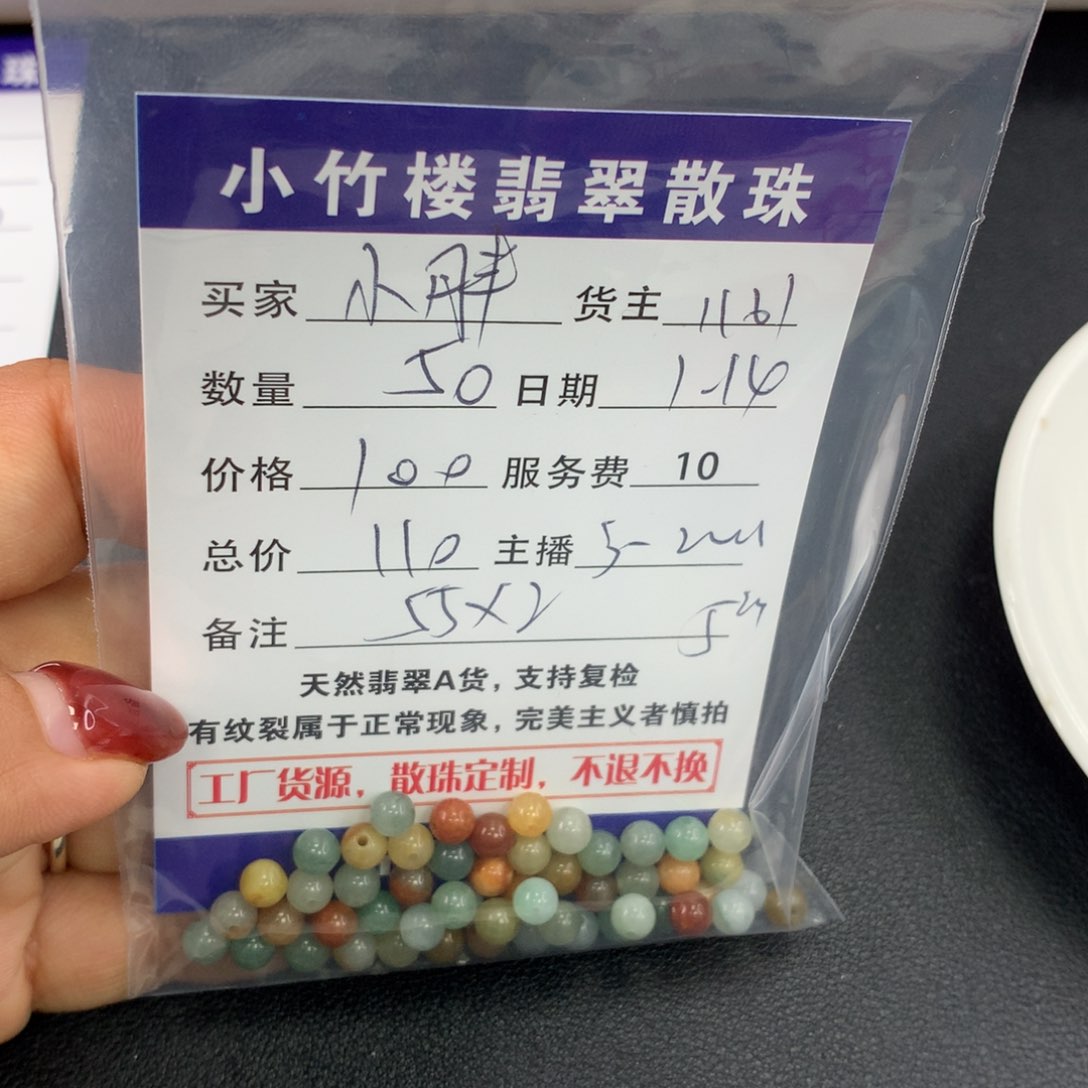 珠
小竹楼翡翠散珠
买家 小胖 货主 1161
数量 50 日期 1-14
价格 100 服务费 10
总价 110 主播
备注 55X2
天然翡翠A货，支持复检
有纹裂属于正常现象，完美主义者慎拍
工厂货源，散珠定制，不退不换